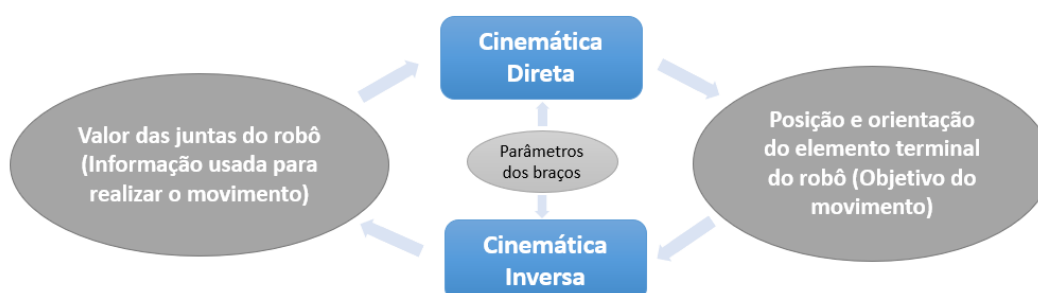 Cinemática
Direta
Valor das juntas do robô
(Informação usada para
realizar o movimento)
Parâmetros
dos braços
Posição e orientação
do elemento terminal
do robô (Objetivo do
movimento)
Cinemática
Inversa